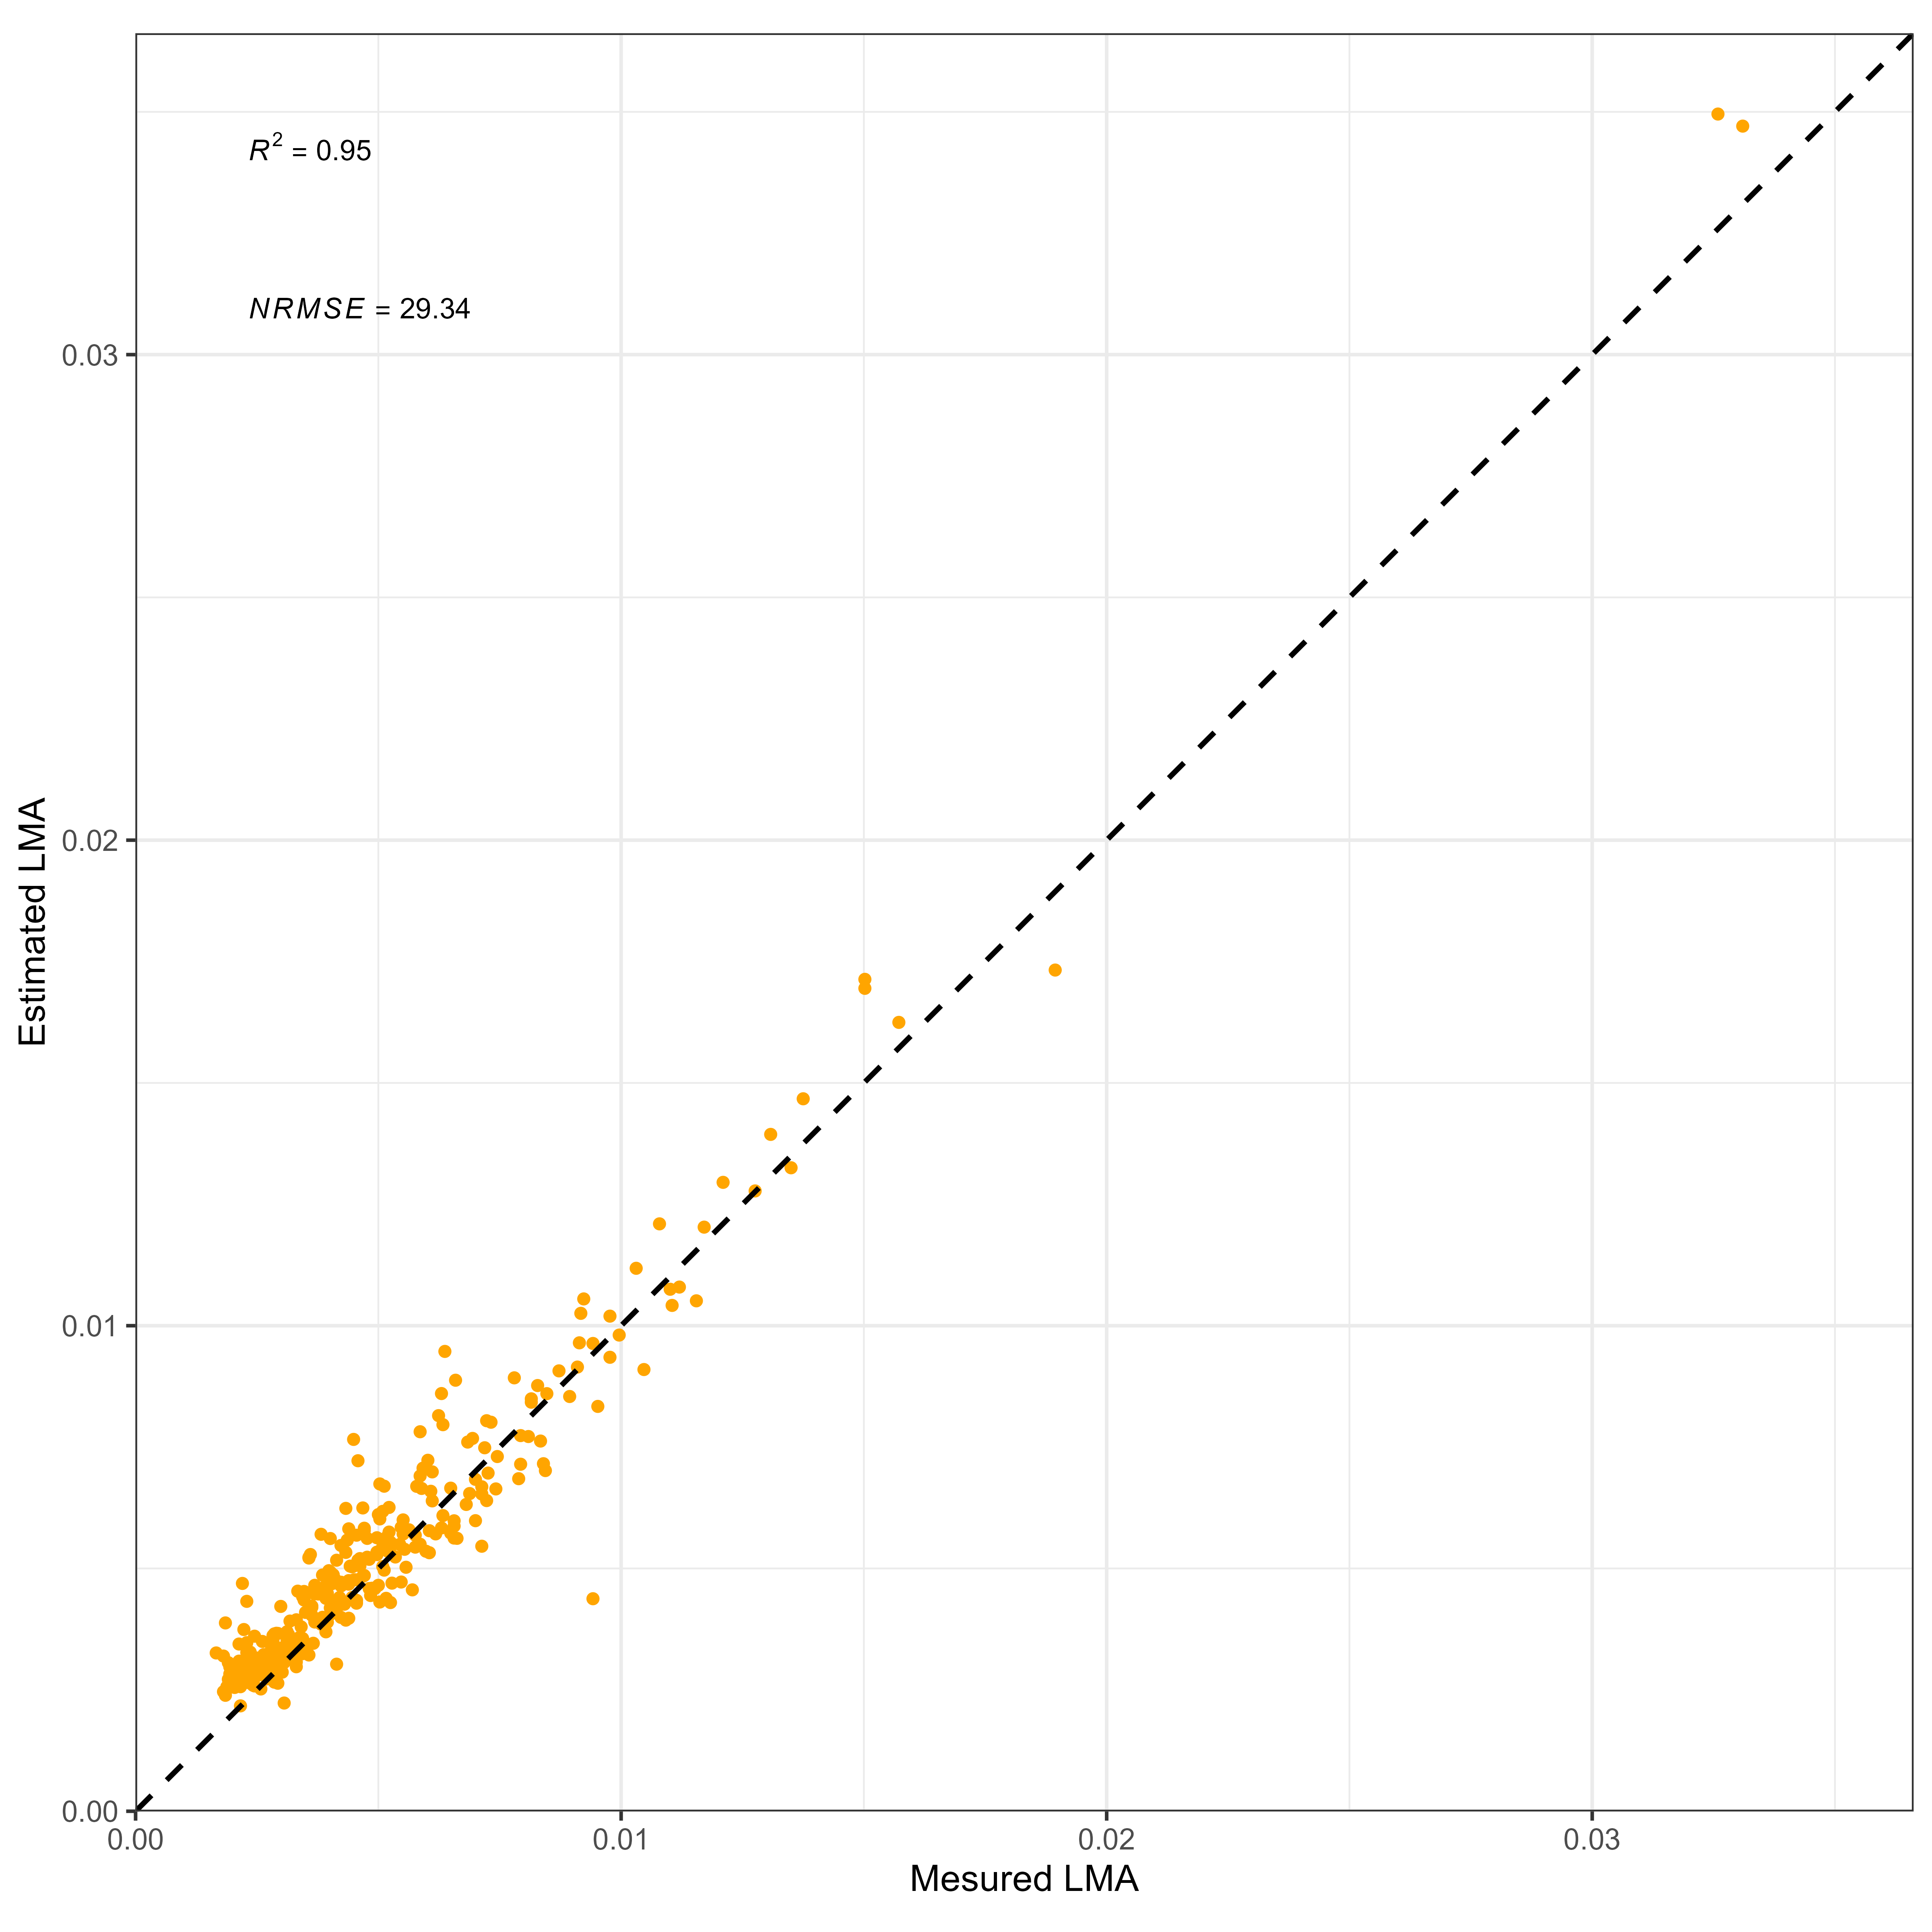 R² = 0.95
NRMSE = 29.34
0.03
0.02
0.01
0.00
Estimated LMA
0.00 0.01 0.02 0.03
Mesured LMA